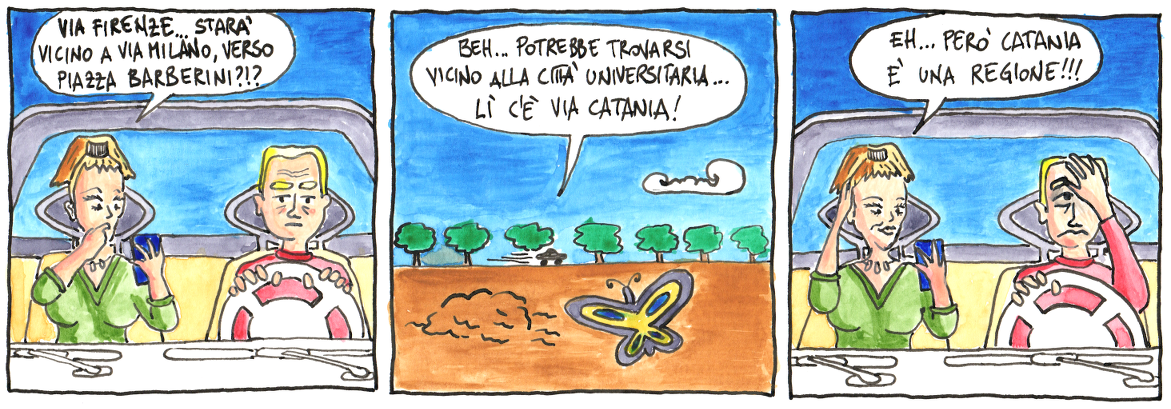 VIA FIRENZE... STARA'
VICINO A VIA MILANO, VERSO
PIAZZA BARBERINI?!?
BEH... POTREBBE TROVARSI
VICINO ALLA CITTA' UNIVERSITARIA...
LÌ C'È VIA CATANIA!
EH... PERO' CATANIA
E' UNA REGIONE!!!